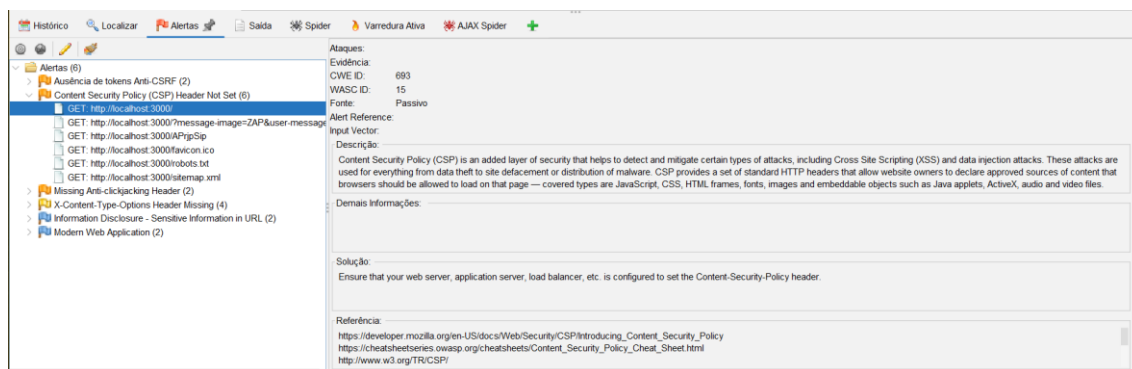 Histórico Localizar Alertas Saída Spider Varredura Ativa AJAX Spider
Alertas (6)
Ausência de tokens Anti-CSRF (2)
Content Security Policy (CSP) Header Not Set (6)
GET: http://localhost:3000/
GET: http://localhost:3000/?message-image=ZAP&user-message
GET: http://localhost:3000/APrjpSip
GET: http://localhost:3000/favicon.ico
GET: http://localhost:3000/robots.txt
GET: http://localhost:3000/sitemap.xml
Missing Anti-clickjacking Header (2)
X-Content-Type-Options Header Missing (4)
Information Disclosure - Sensitive Information in URL (2)
Modern Web Application (2)
Ataques:
Evidência:
CWE ID: 693
WASC ID: 15
Fonte: Passivo
Alert Reference:
Input Vector:
Descrição:
Content Security Policy (CSP) is an added layer of security that helps to detect and mitigate certain types of attacks, including Cross Site Scripting (XSS) and data injection attacks. These attacks are
used for everything from data theft to site defacement or distribution of malware. CSP provides a set of standard HTTP headers that allow website owners to declare approved sources of content that
browsers should be allowed to load on that page — covered types are JavaScript, CSS, HTML frames, fonts, images and embeddable objects such as Java applets, ActiveX, audio and video files.
Demais Informações:
Solução:
Ensure that your web server, application server, load balancer, etc. is configured to set the Content-Security-Policy header.
Referência:
https://developer.mozilla.org/en-US/docs/Web/Security/CSP/Introducing_Content_Security_Policy
https://cheatsheetseries.owasp.org/cheatsheets/Content_Security_Policy_Cheat_Sheet.html
http://www.w3.org/TR/CSP/